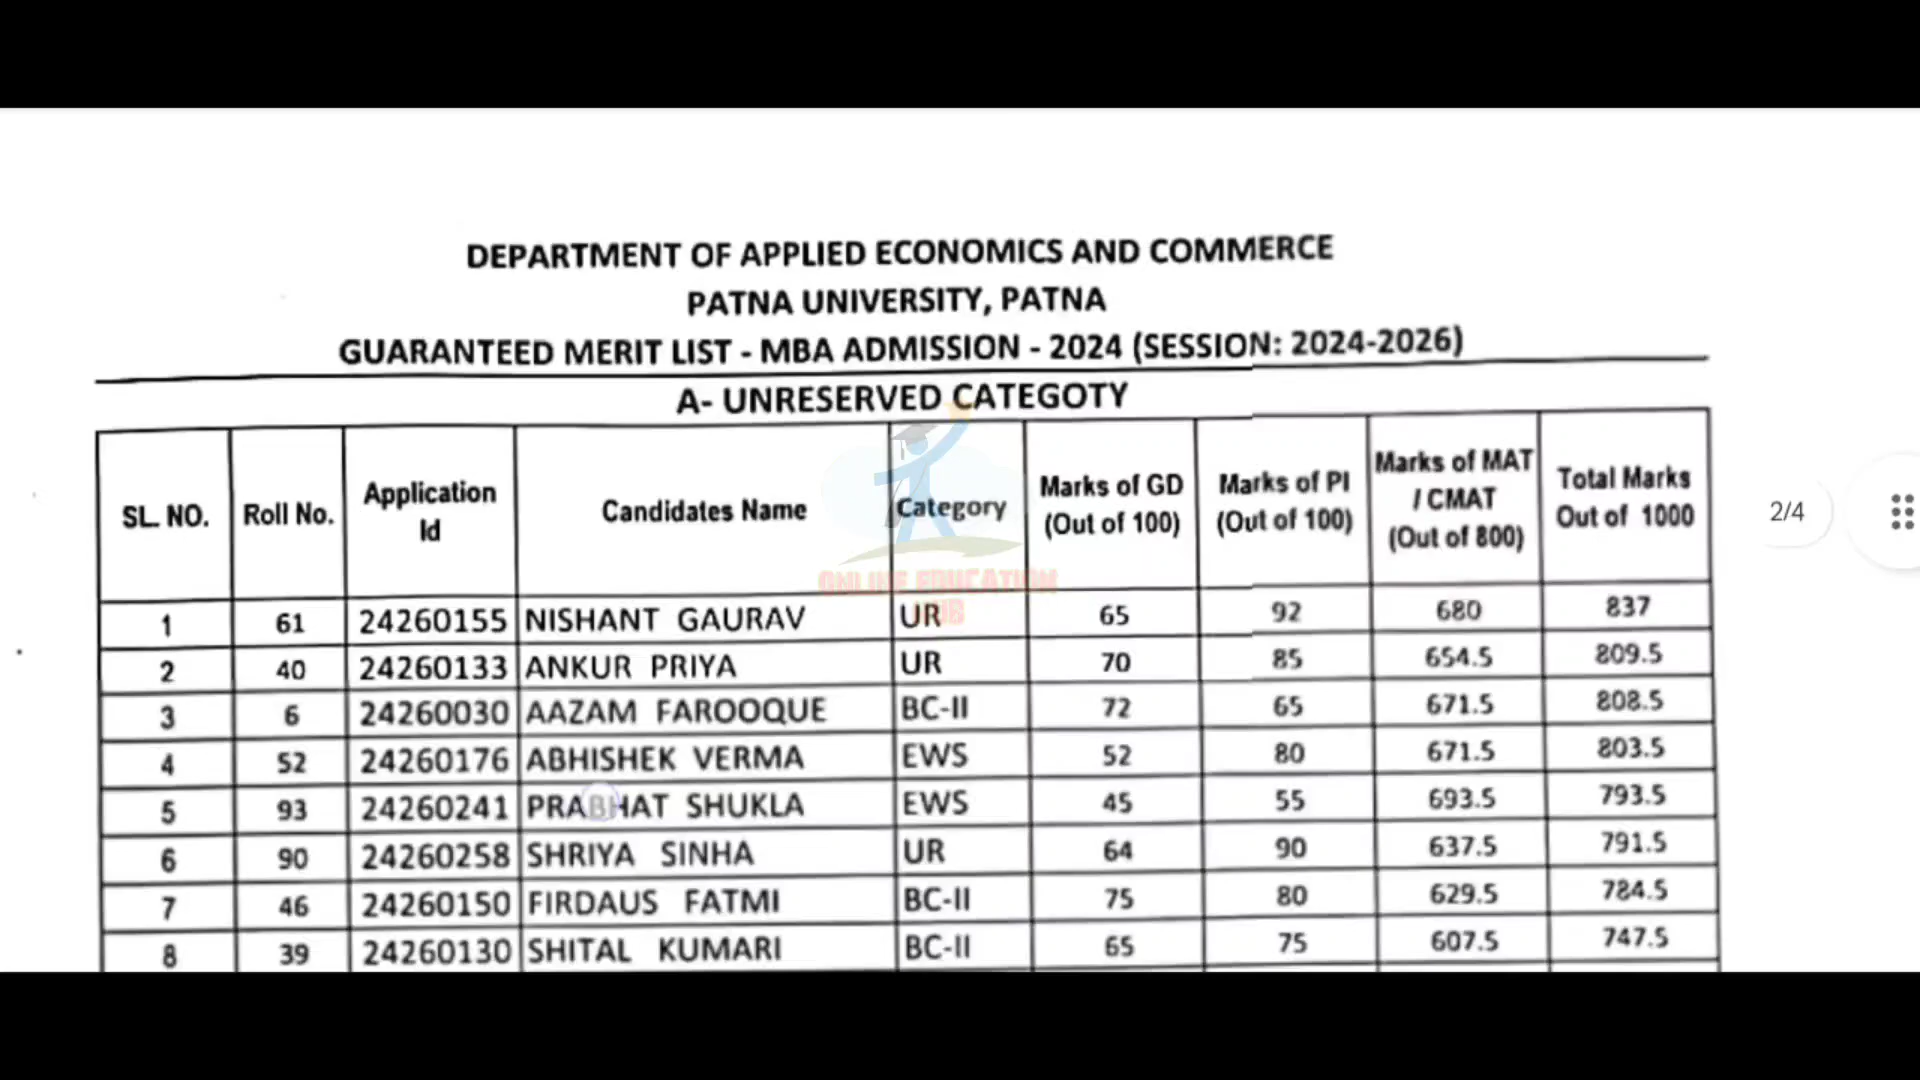 DEPARTMENT OF APPLIED ECONOMICS AND COMMERCE
PATNA UNIVERSITY, PATNA
GUARANTEED MERIT LIST - MBA ADMISSION - 2024 (SESSION: 2024-2026)
A- UNRESERVED CATEGOTY
SL. NO. Roll No. Application Id Candidates Name Category Marks of GD (Out of 100) Marks of PI (Out of 100) Marks of MAT / CMAT (Out of 800) Total Marks Out of 1000
2/4
ONLINE EDUCATION
HUB
1 61 24260155 NISHANT GAURAV UR 65 92 680 837
2 40 24260133 ANKUR PRIYA UR 70 85 654.5 809.5
3 6 24260030 AAZAM FAROOQUE BC-II 72 65 671.5 808.5
4 52 24260176 ABHISHEK VERMA EWS 52 80 671.5 803.5
5 93 24260241 PRABHAT SHUKLA EWS 45 55 693.5 793.5
6 90 24260258 SHRIYA SINHA UR 64 90 637.5 791.5
7 46 24260150 FIRDAUS FATMI BC-II 75 80 629.5 784.5
8 39 24260130 SHITAL KUMARI BC-II 65 75 607.5 747.5